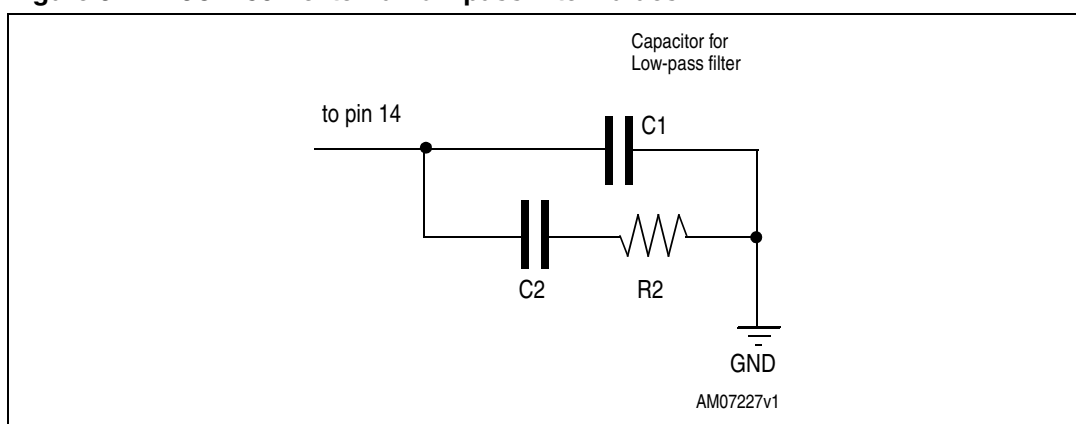 Capacitor for
Low-pass filter
to pin 14
C1
C2
R2
GND
AM07227v1